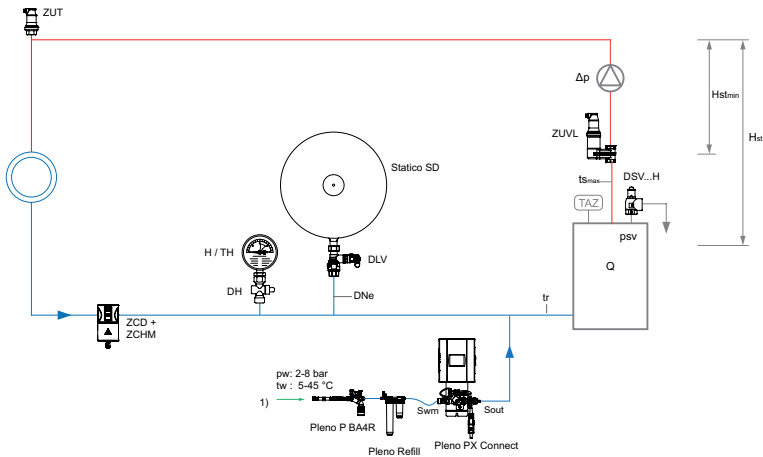 ZUT
Δp
Hstmin
Hst
ZUVL
Statico SD
tsmax
DSV...H
TAZ
psv
Q
H / TH
DLV
DH
DNe
tr
ZCD +
ZCHM
pw: 2-8 bar
tw : 5-45 °C
1)
Swm
Sout
Pleno P BA4R
Pleno Refill
Pleno PX Connect